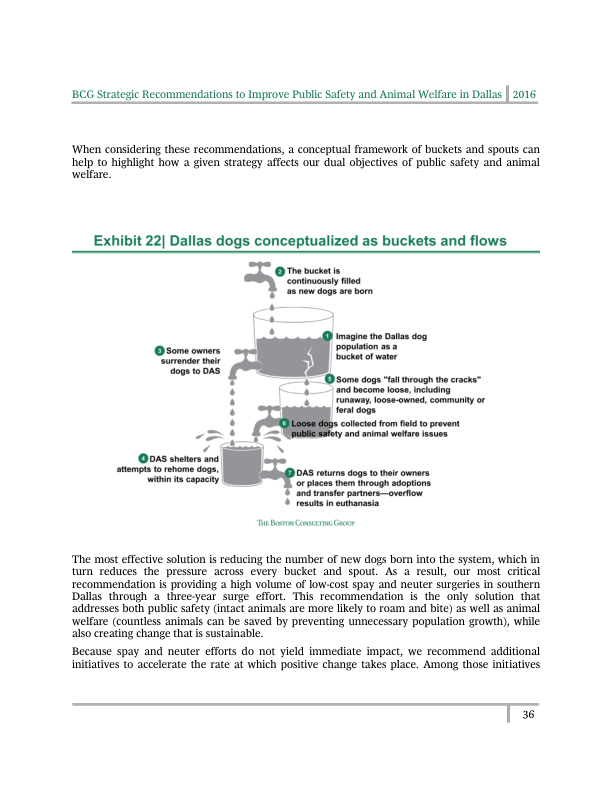 BCG Strategic Recommendations to Improve Public Safety and Animal Welfare in Dallas 2016
When considering these recommendations, a conceptual framework of buckets and spouts can
help to highlight how a given strategy affects our dual objectives of public safety and animal
welfare.
Exhibit 22| Dallas dogs conceptualized as buckets and flows
2 The bucket is
continuously filled
as new dogs are born
1 Imagine the Dallas dog
population as a
bucket of water
3 Some owners
surrender their
dogs to DAS
5 Some dogs "fall through the cracks"
and become loose, including
runaway, loose-owned, community or
feral dogs
6 Loose dogs collected from field to prevent
public safety and animal welfare issues
4 DAS shelters and
attempts to rehome dogs,
within its capacity
7 DAS returns dogs to their owners
or places them through adoptions
and transfer partners—overflow
results in euthanasia
The Boston Consulting Group
The most effective solution is reducing the number of new dogs born into the system, which in
turn reduces the pressure across every bucket and spout. As a result, our most critical
recommendation is providing a high volume of low-cost spay and neuter surgeries in southern
Dallas through a three-year surge effort. This recommendation is the only solution that
addresses both public safety (intact animals are more likely to roam and bite) as well as animal
welfare (countless animals can be saved by preventing unnecessary population growth), while
also creating change that is sustainable.
Because spay and neuter efforts do not yield immediate impact, we recommend additional
initiatives to accelerate the rate at which positive change takes place. Among those initiatives
36